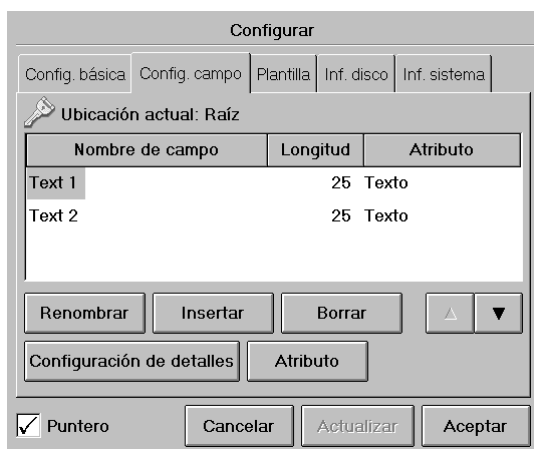 Configurar
Config. básica Config. campo Plantilla Inf. disco Inf. sistema
Ubicación actual: Raíz
Nombre de campo Longitud Atributo
Text 1 25 Texto
Text 2 25 Texto
Renombrar Insertar Borrar
Configuración de detalles Atributo
Puntero Cancelar Actualizar Aceptar